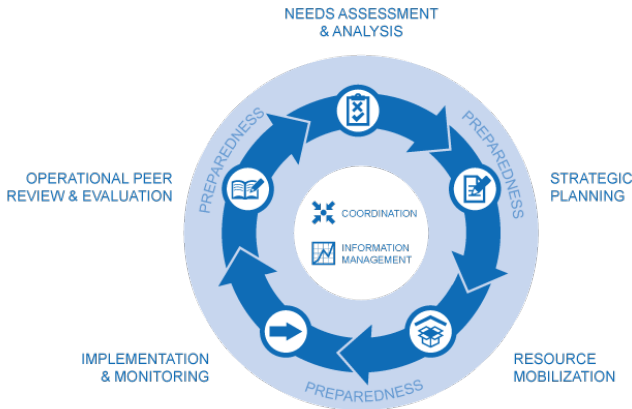 NEEDS ASSESSMENT
& ANALYSIS
PREPAREDNESS
PREPAREDNESS
OPERATIONAL PEER
REVIEW & EVALUATION
STRATEGIC
PLANNING
COORDINATION
INFORMATION
MANAGEMENT
IMPLEMENTATION
& MONITORING
RESOURCE
MOBILIZATION
PREPAREDNESS